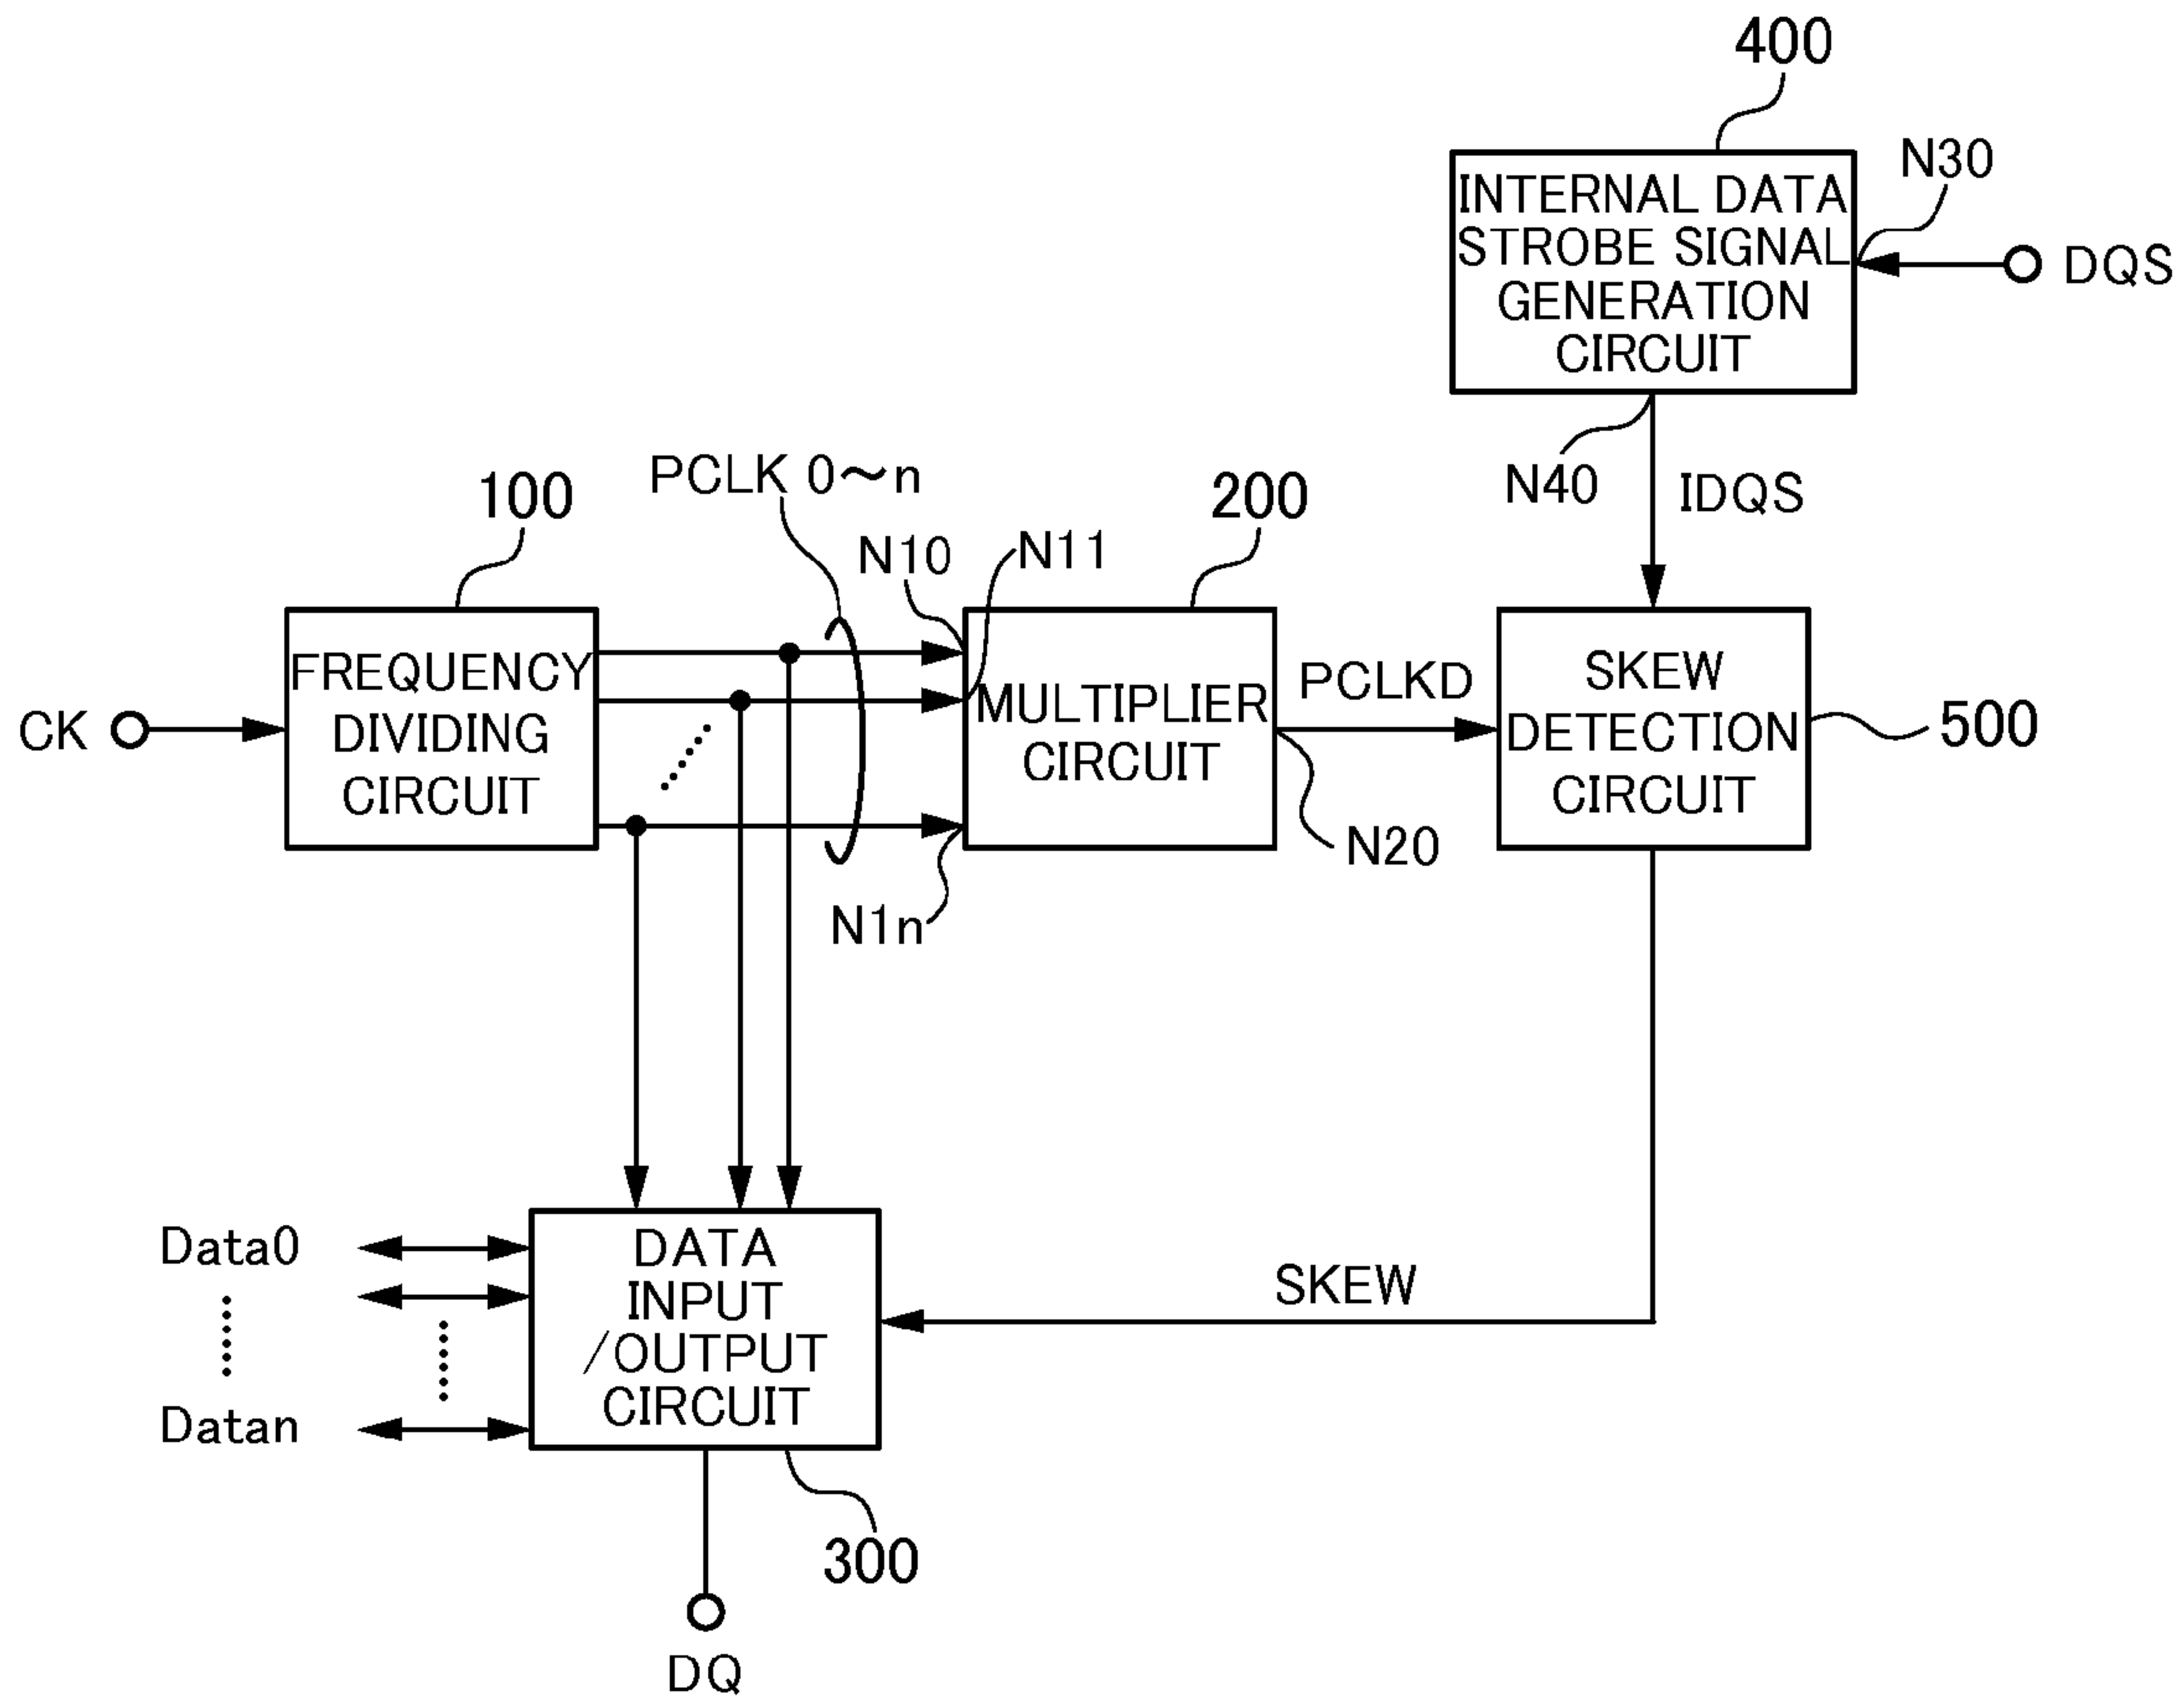 400
INTERNAL DATA
STROBE SIGNAL
GENERATION
CIRCUIT
N30
DQS
N40
IDQS
PCLK 0～n
100
N10
N11
200
CK
FREQUENCY
DIVIDING
CIRCUIT
MULTIPLIER
CIRCUIT
PCLKD
SKEW
DETECTION
CIRCUIT
500
N20
N1n
Data0
Datan
DATA
INPUT
/OUTPUT
CIRCUIT
SKEW
300
DQ